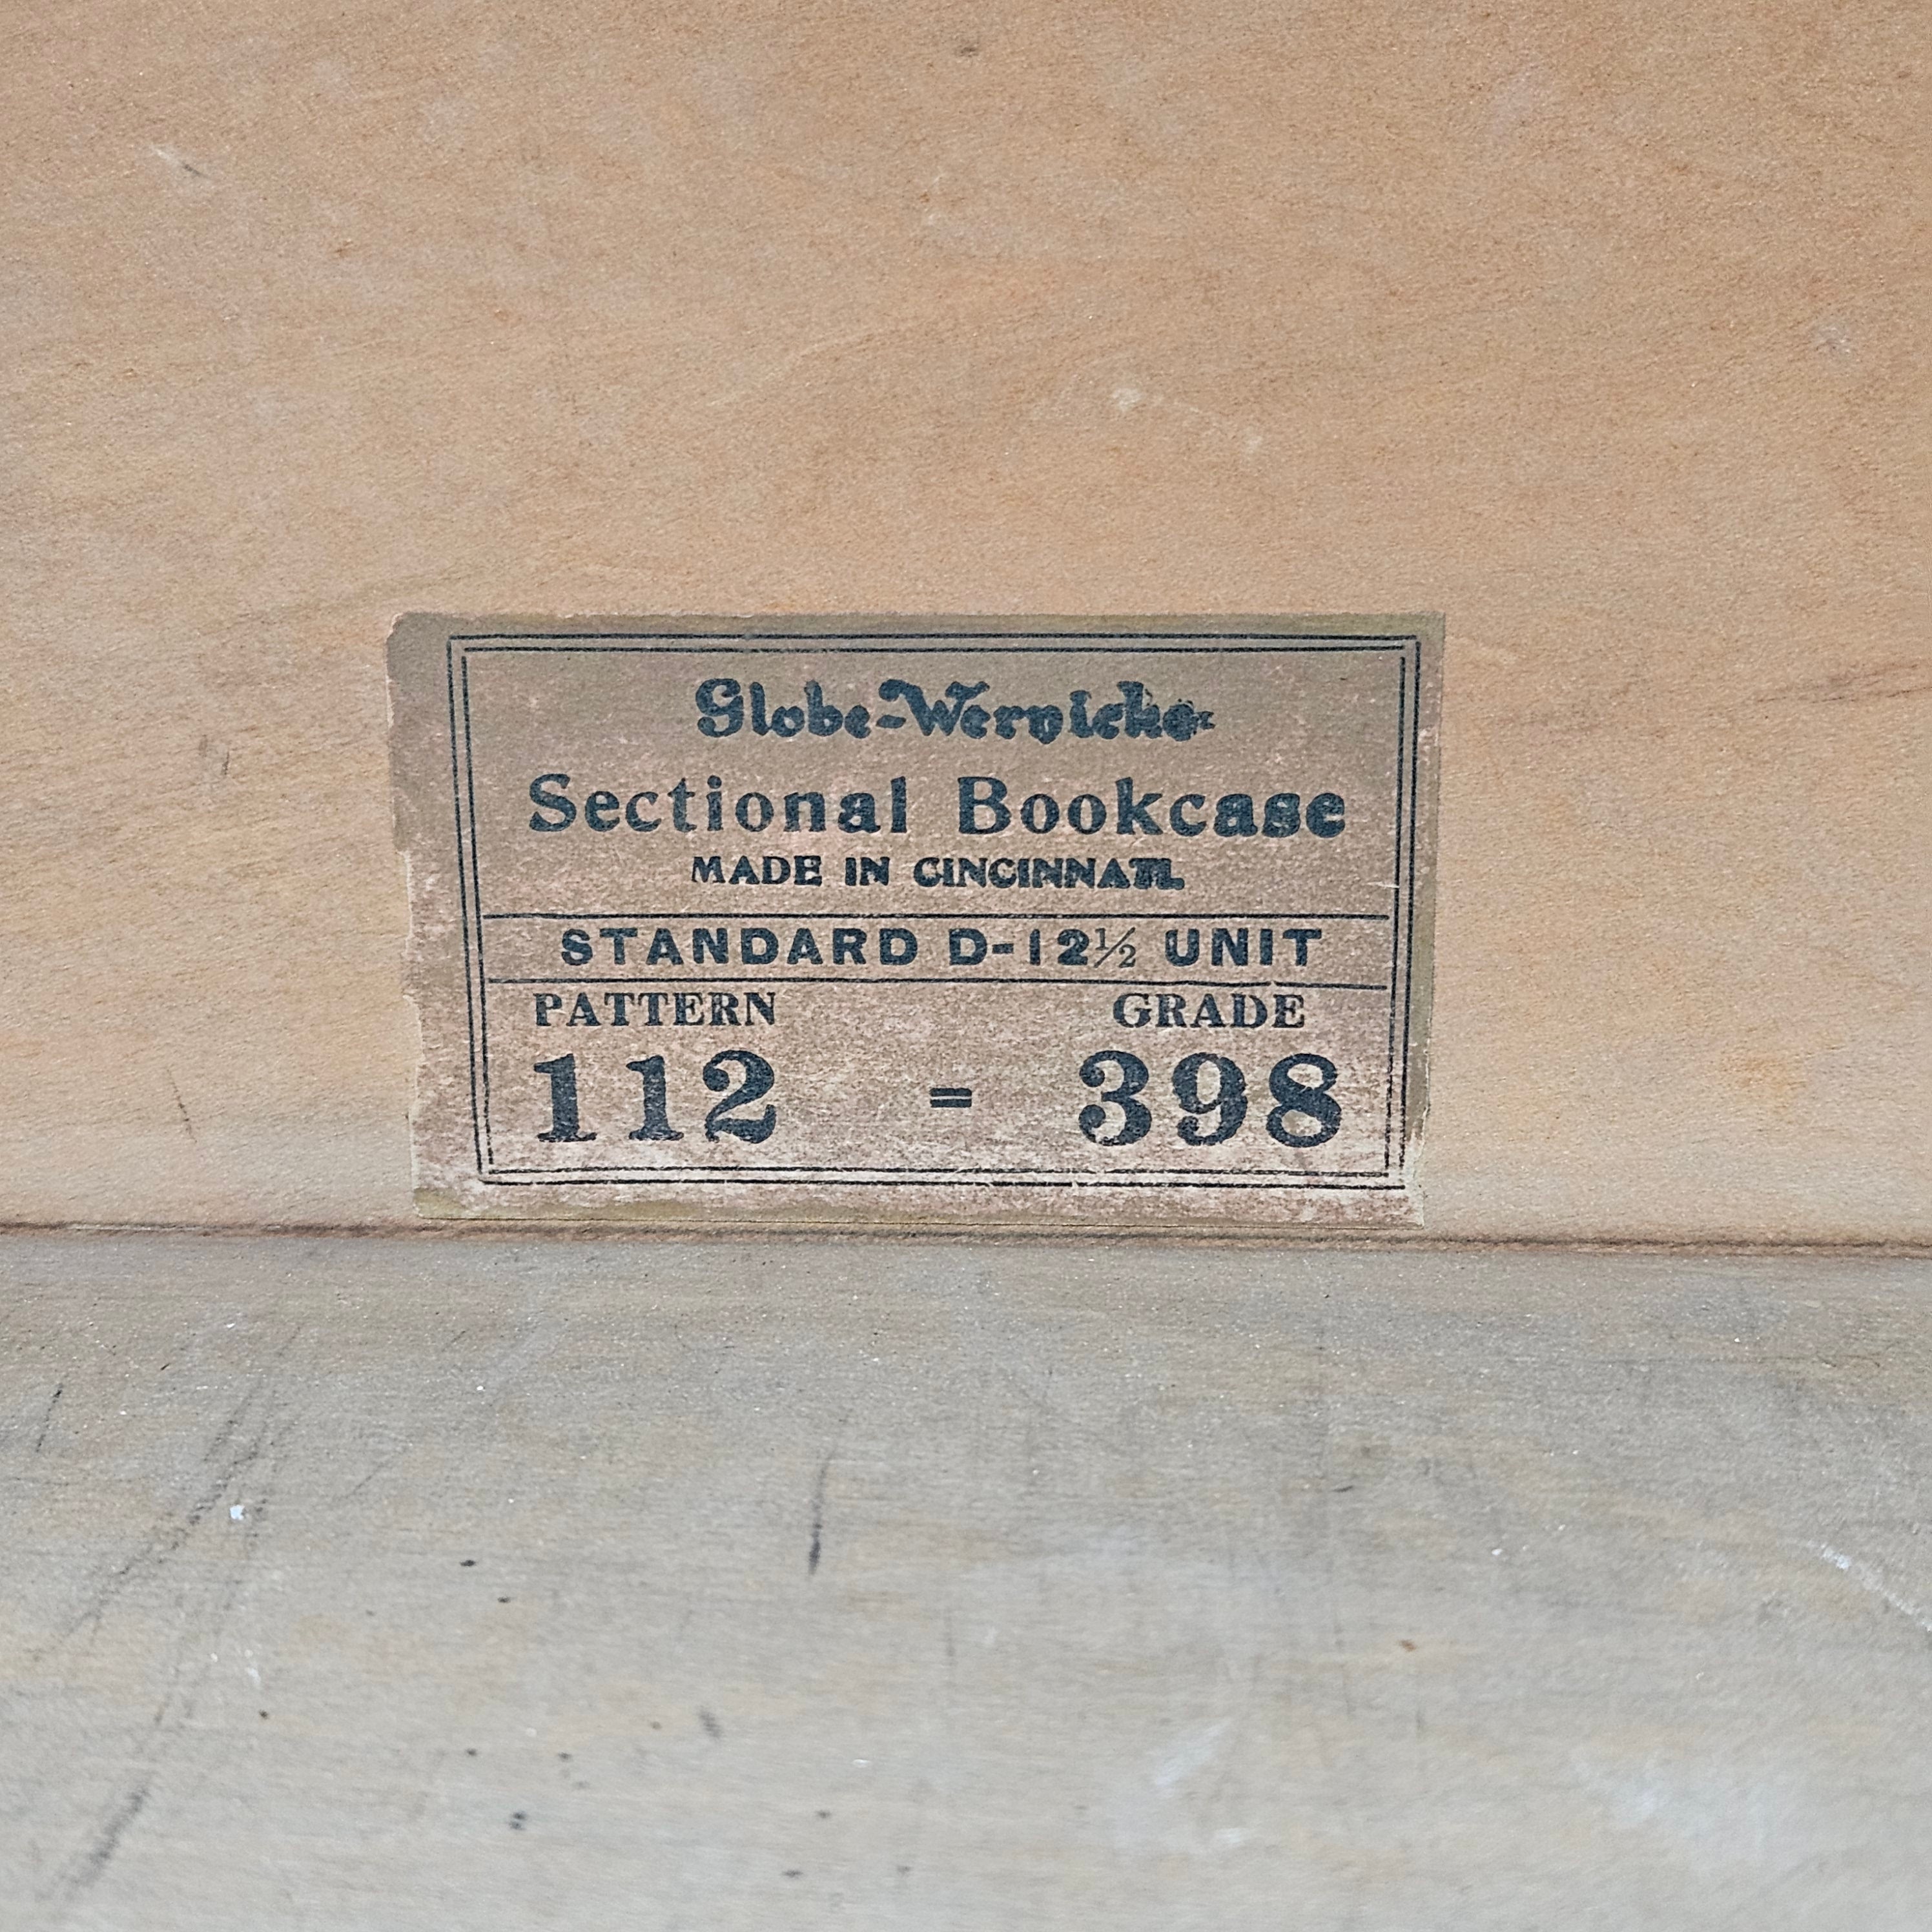 Globe-Wernicke
Sectional Bookcase
MADE IN CINCINNATI.
STANDARD D-12½ UNIT
PATTERN GRADE
112 = 398